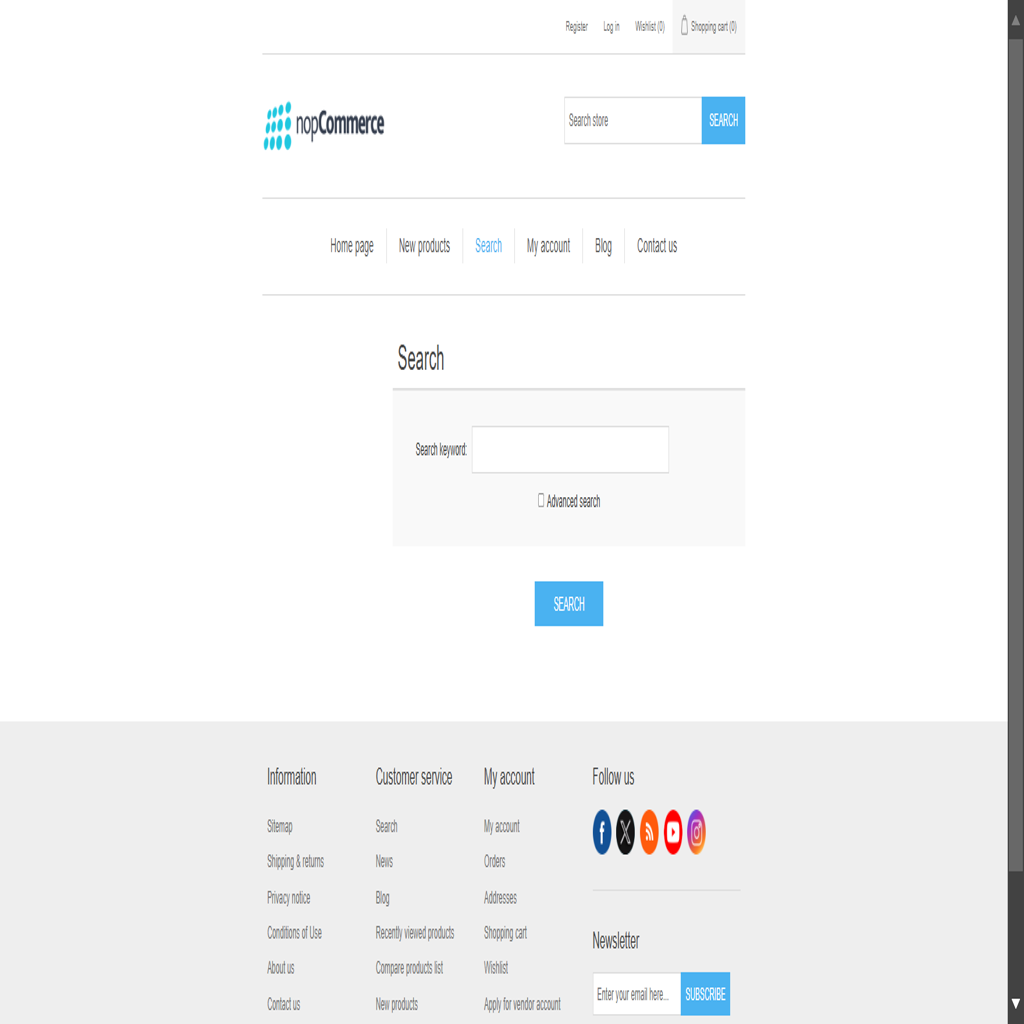 Register Log in Wishlist (0) Shopping cart (0)
nopCommerce
Search store SEARCH
Home page New products Search My account Blog Contact us
Search
Search keyword:
Advanced search
SEARCH
Information
Sitemap
Shipping & returns
Privacy notice
Conditions of Use
About us
Contact us
Customer service
Search
News
Blog
Recently viewed products
Compare products list
New products
My account
My account
Orders
Addresses
Shopping cart
Wishlist
Apply for vendor account
Follow us
Newsletter
Enter your email here... SUBSCRIBE